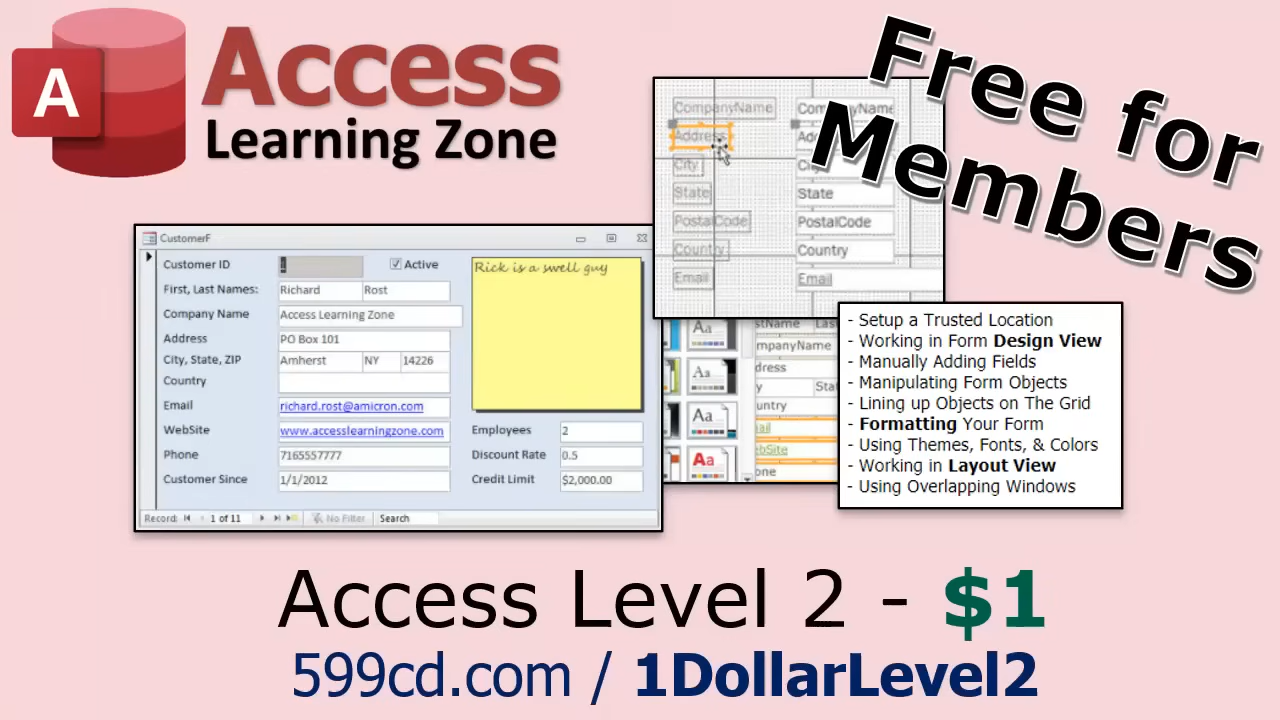 A
Access
Learning Zone
Free for
Members
CompanyName CompanyName
Address
City
State State
PostalCode PostalCode
Country Country
Email Email
CustomerF
Customer ID Active
First, Last Names: Richard Rost
Company Name Access Learning Zone
Address PO Box 101
City, State, ZIP Amherst NY 14226
Country
Email richard.rost@amicron.com
WebSite www.accesslearningzone.com
Phone 7165557777
Customer Since 1/1/2012
Rick is a swell guy
Employees 2
Discount Rate 0.5
Credit Limit $2,000.00
Record: 1 of 11 No Filter Search
Aa
Aa
Aa
Aa
- Setup a Trusted Location
- Working in Form Design View
- Manually Adding Fields
- Manipulating Form Objects
- Lining up Objects on The Grid
- Formatting Your Form
- Using Themes, Fonts, & Colors
- Working in Layout View
- Using Overlapping Windows
Access Level 2 - $1
599cd.com / 1DollarLevel2